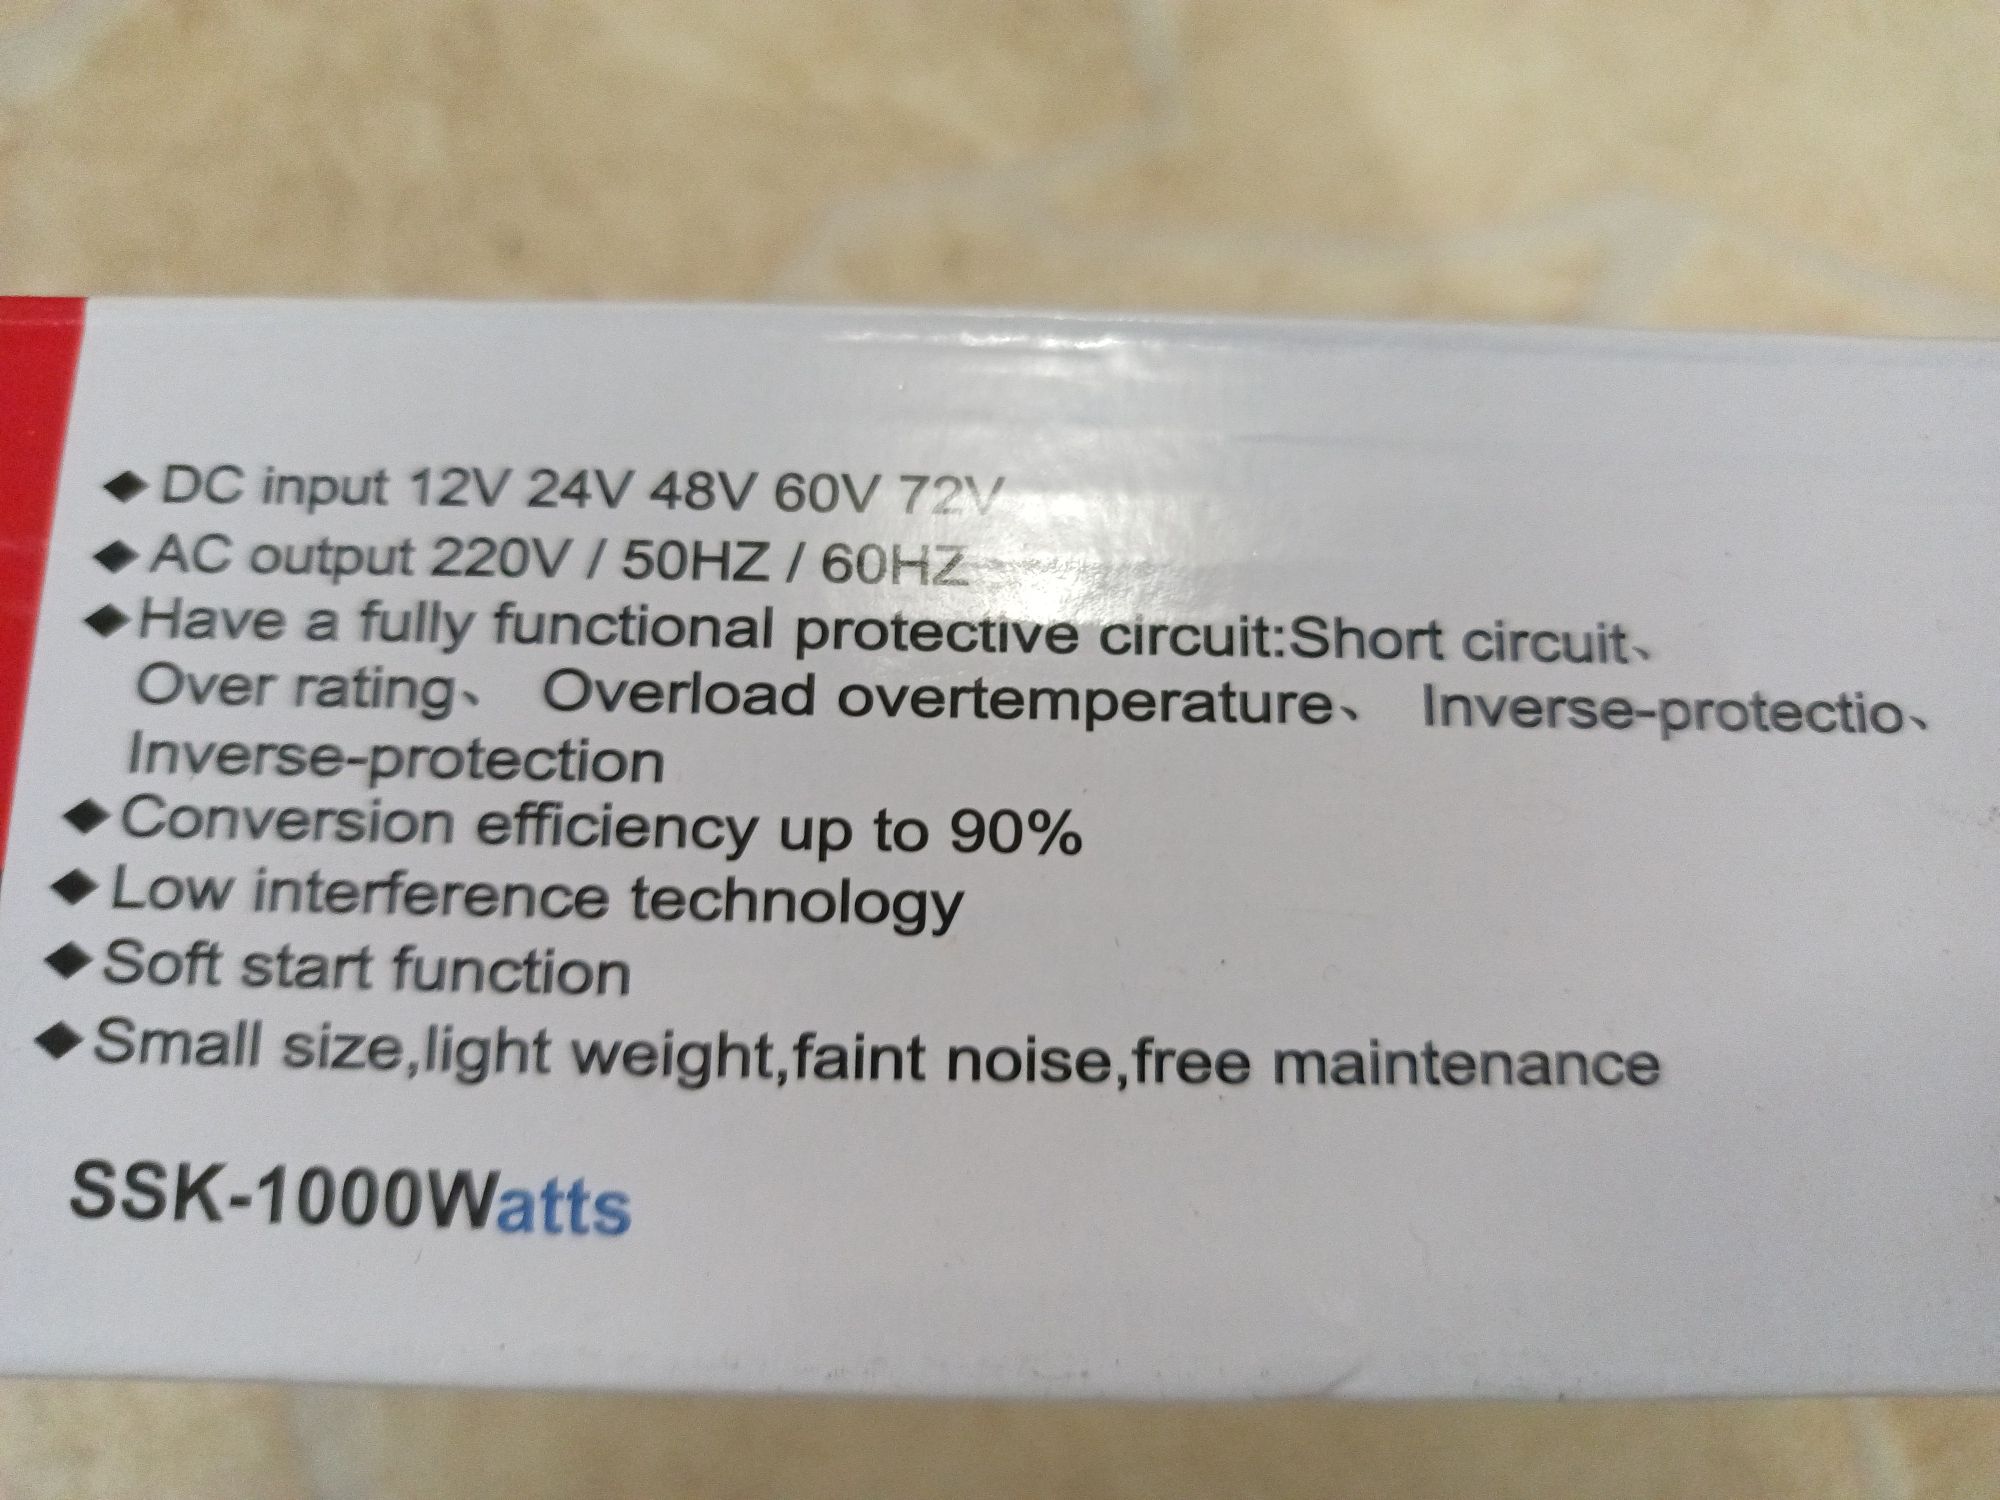 ◆DC input 12V 24V 48V 60V 72V
◆AC output 220V / 50HZ / 60HZ
◆Have a fully functional protective circuit:Short circuit、
Over rating、 Overload overtemperature、 Inverse-protectio、
Inverse-protection
◆Conversion efficiency up to 90%
◆Low interference technology
◆Soft start function
◆Small size,light weight,faint noise,free maintenance
SSK-1000Watts